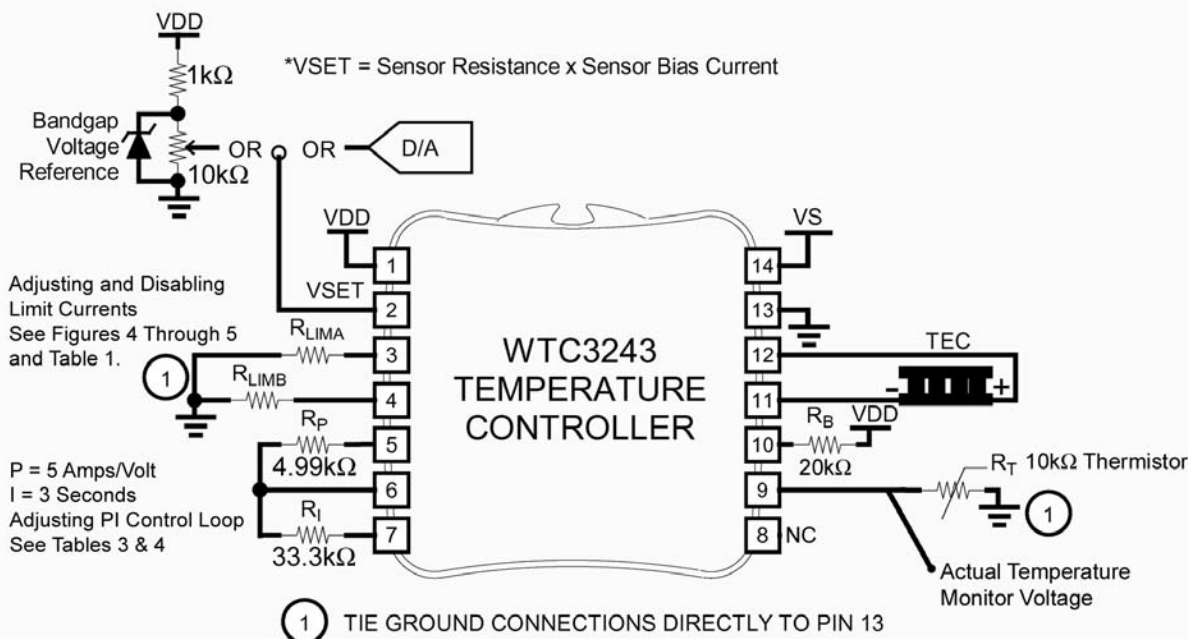 VDD
1kΩ
*VSET = Sensor Resistance x Sensor Bias Current
Bandgap
Voltage
Reference
10kΩ
OR
OR
D/A
VDD
VS
1
14
Adjusting and Disabling
Limit Currents
See Figures 4 Through 5
and Table 1.
VSET
2
13
RLIMA
3
12
TEC
1
RLIMB
4
11
- +
WTC3243
TEMPERATURE
CONTROLLER
RP
4.99kΩ
5
10
RB
20kΩ
VDD
P = 5 Amps/Volt
I = 3 Seconds
Adjusting PI Control Loop
See Tables 3 & 4
6
9
RT 10kΩ Thermistor
1
RI
33.3kΩ
7
8
NC
Actual Temperature
Monitor Voltage
1 TIE GROUND CONNECTIONS DIRECTLY TO PIN 13